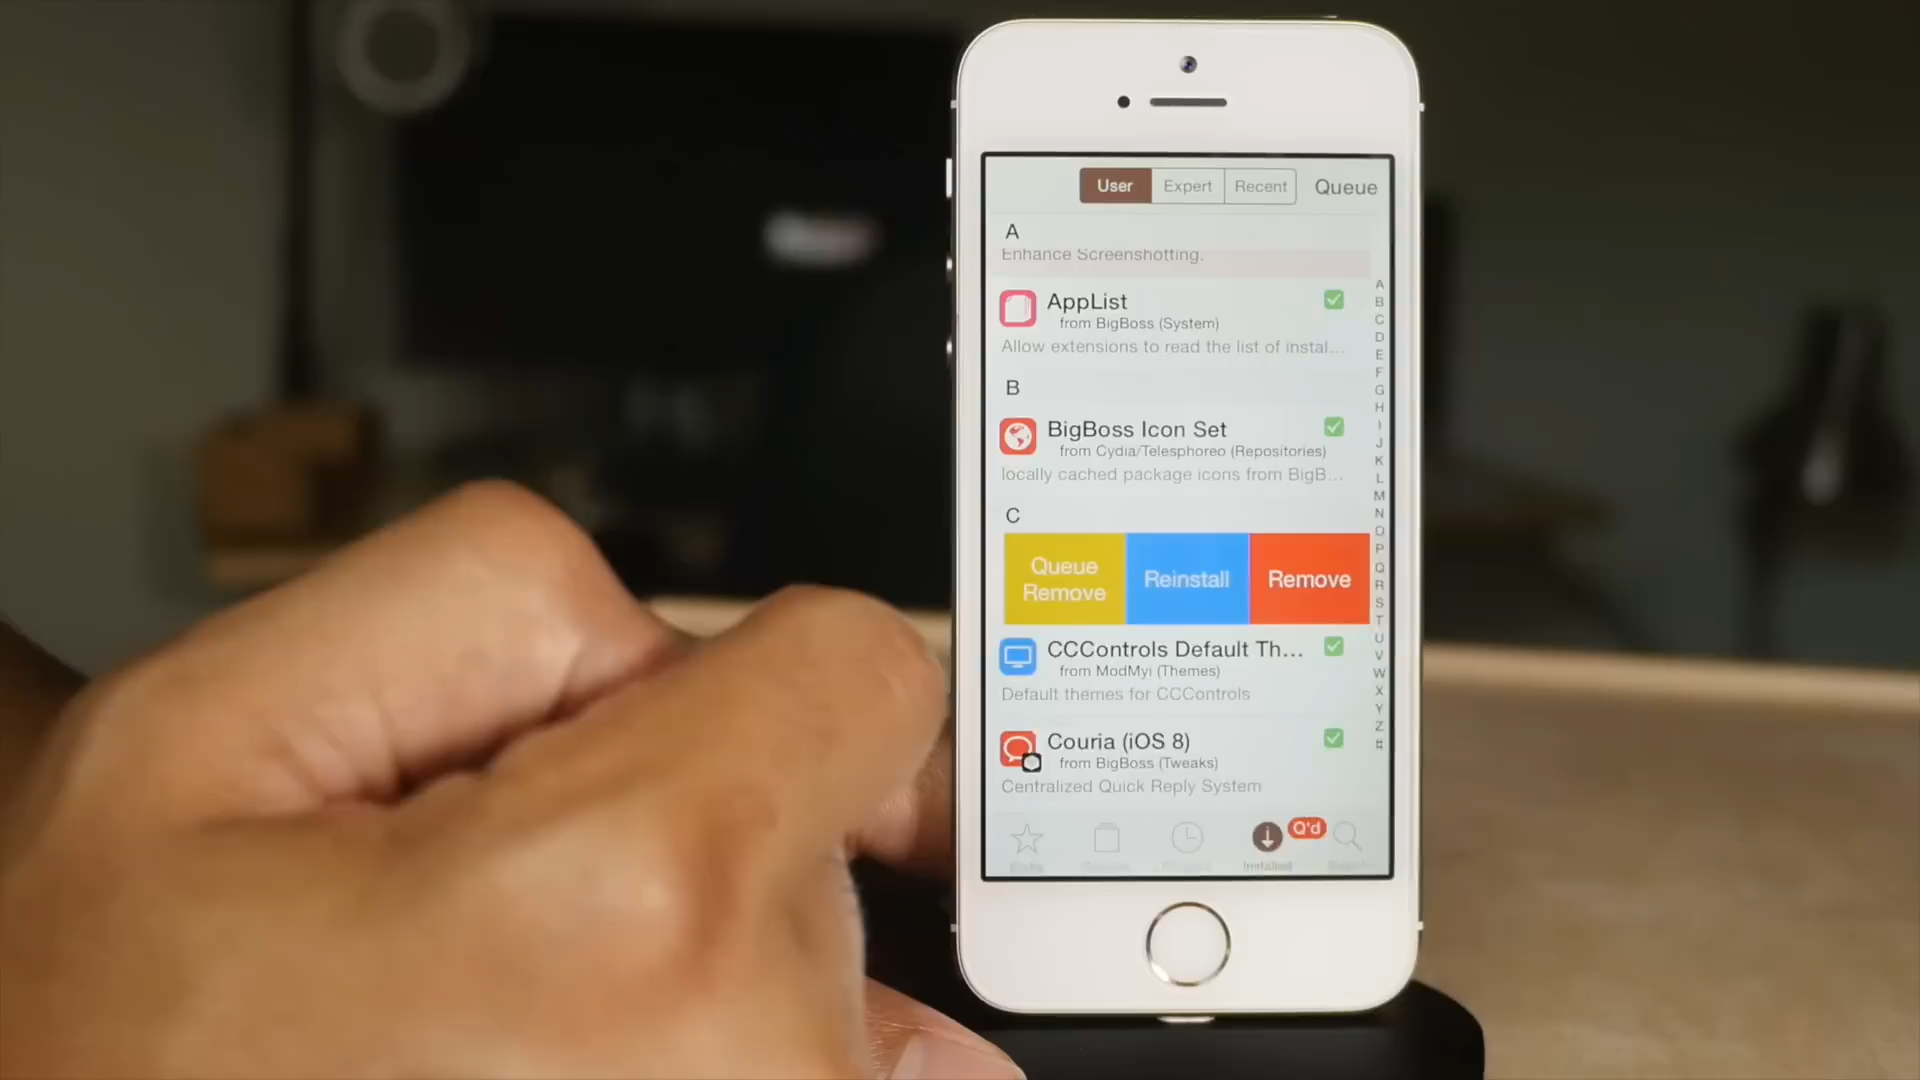 User Expert Recent Queue
A
Enhance Screenshotting.
AppList
from BigBoss (System)
Allow extensions to read the list of instal...
B
BigBoss Icon Set
from Cydia/Telesphoreo (Repositories)
locally cached package icons from BigB...
C
Queue
Remove
Reinstall
Remove
CCControls Default Th...
from ModMyi (Themes)
Default themes for CCControls
Couria (iOS 8)
from BigBoss (Tweaks)
Centralized Quick Reply System
Q'd
Installed
A
B
C
D
E
F
G
H
I
J
K
L
M
N
O
P
Q
R
S
T
U
V
W
X
Y
Z
#